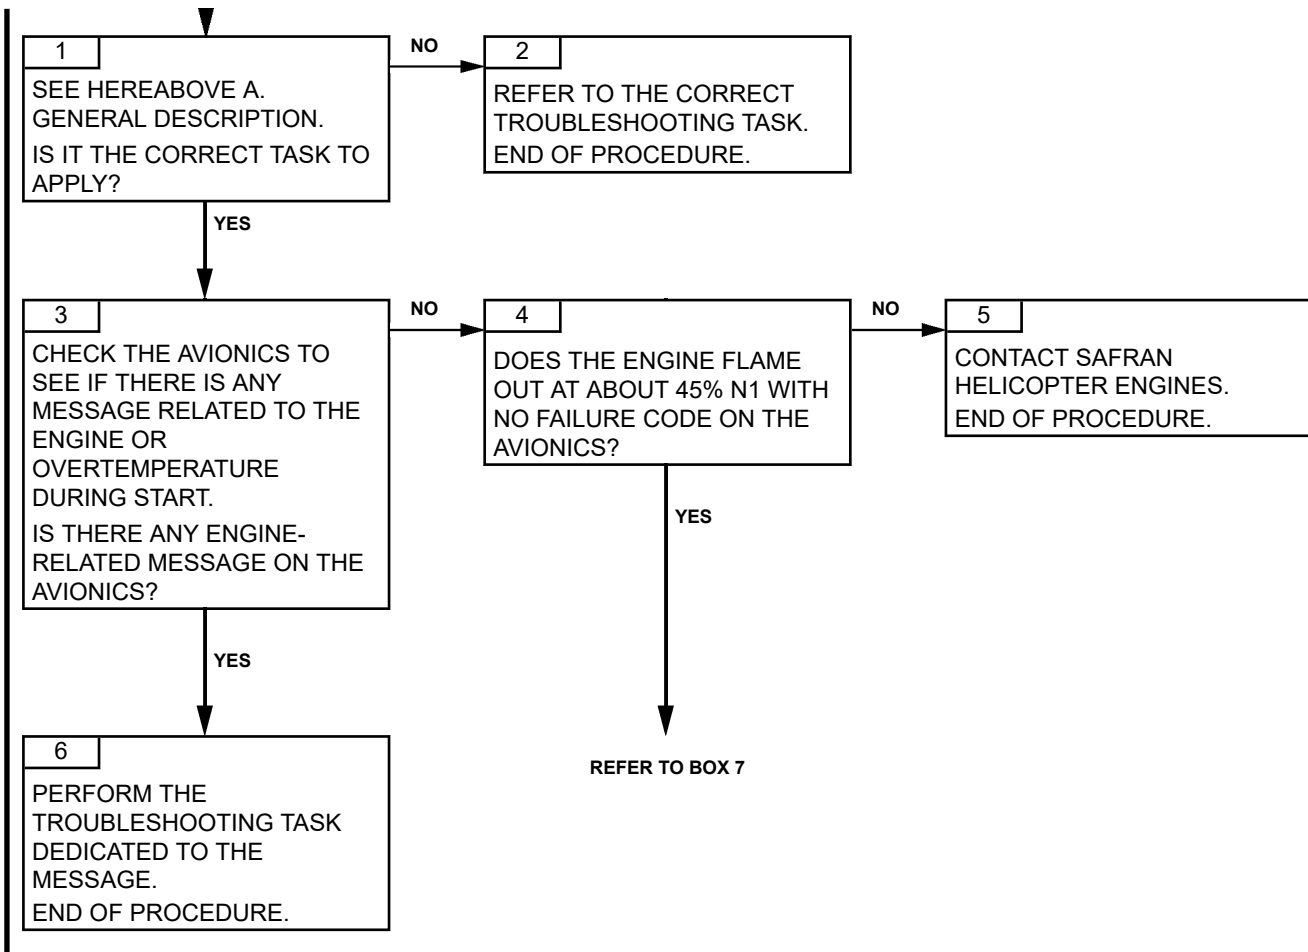 1
SEE HEREABOVE A.
GENERAL DESCRIPTION.
IS IT THE CORRECT TASK TO
APPLY?
NO
2
REFER TO THE CORRECT
TROUBLESHOOTING TASK.
END OF PROCEDURE.
YES
3
CHECK THE AVIONICS TO
SEE IF THERE IS ANY
MESSAGE RELATED TO THE
ENGINE OR
OVERTEMPERATURE
DURING START.
IS THERE ANY ENGINE-
RELATED MESSAGE ON THE
AVIONICS?
NO
4
DOES THE ENGINE FLAME
OUT AT ABOUT 45% N1 WITH
NO FAILURE CODE ON THE
AVIONICS?
NO
5
CONTACT SAFRAN
HELICOPTER ENGINES.
END OF PROCEDURE.
YES
YES
6
PERFORM THE
TROUBLESHOOTING TASK
DEDICATED TO THE
MESSAGE.
END OF PROCEDURE.
REFER TO BOX 7